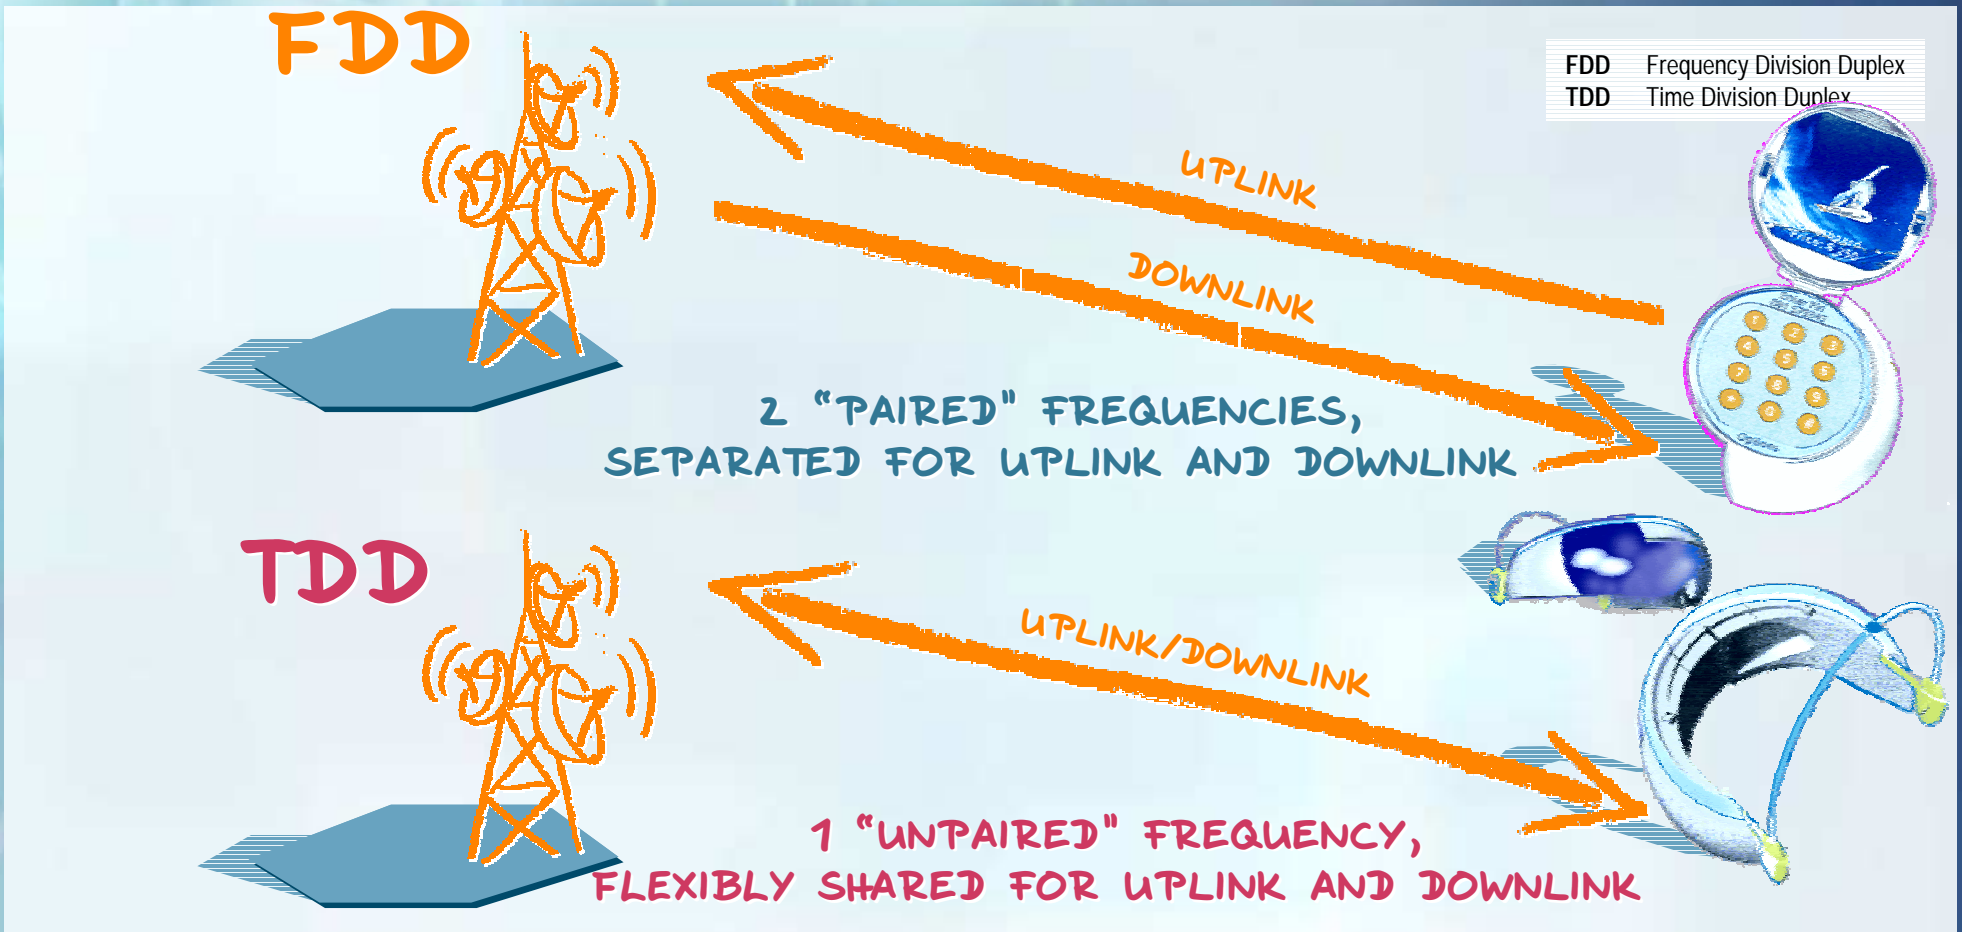 FDD
FDD Frequency Division Duplex
TDD Time Division Duplex
UPLINK
DOWNLINK
2 “PAIRED" FREQUENCIES,
SEPARATED FOR UPLINK AND DOWNLINK
TDD
UPLINK/DOWNLINK
1 “UNPAIRED" FREQUENCY,
FLEXIBLY SHARED FOR UPLINK AND DOWNLINK